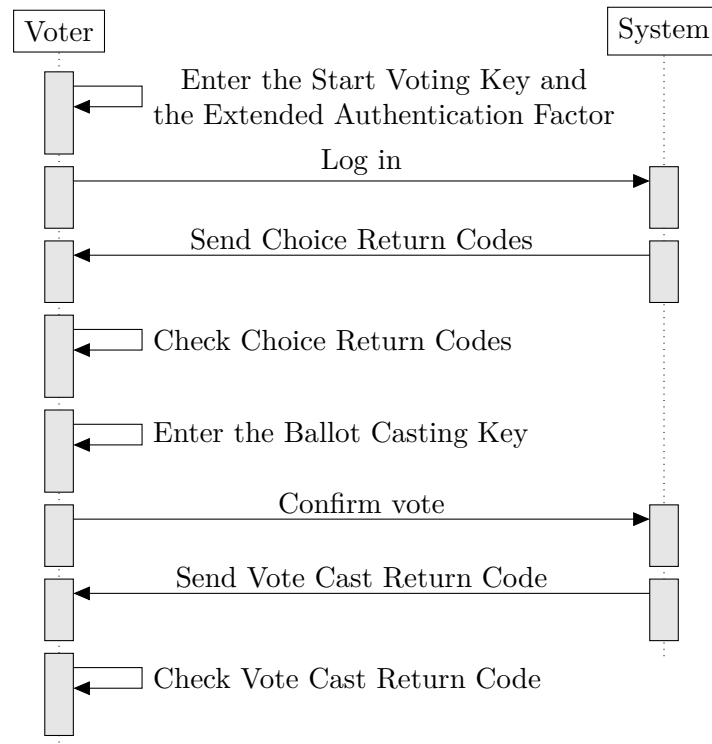 Voter
System
Enter the Start Voting Key and
the Extended Authentication Factor
Log in
Send Choice Return Codes
Check Choice Return Codes
Enter the Ballot Casting Key
Confirm vote
Send Vote Cast Return Code
Check Vote Cast Return Code